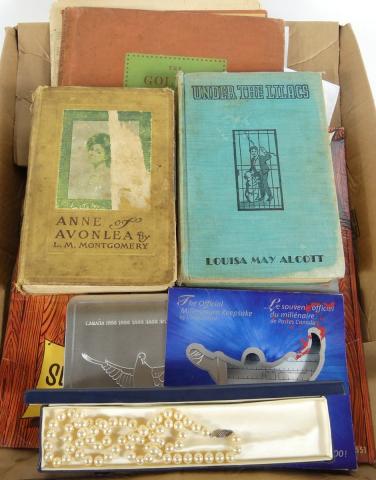 THE
GOL
UNDER THE LILACS
ANNE of
AVONLEA by
L. M. MONTGOMERY
LOUISA MAY ALCOTT
CANADA
The Official
Millennium Keepsake
Le souvenir officiel
du millénaire
de Postes Canada